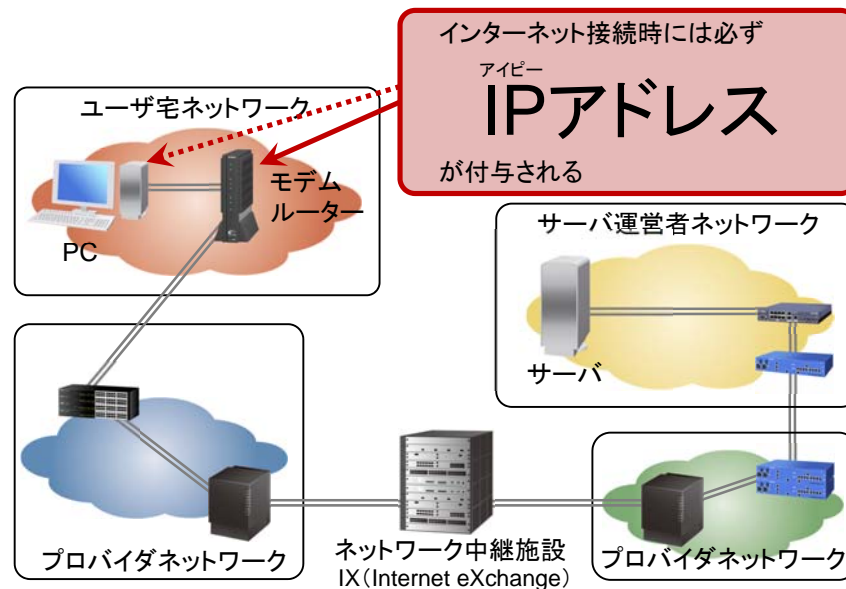 インターネット接続時には必ず
アイピー
IPアドレス
が付与される
ユーザ宅ネットワーク
モデム
ルーター
PC
サーバ運営者ネットワーク
サーバ
プロバイダネットワーク
ネットワーク中継施設
IX(Internet eXchange)
プロバイダネットワーク